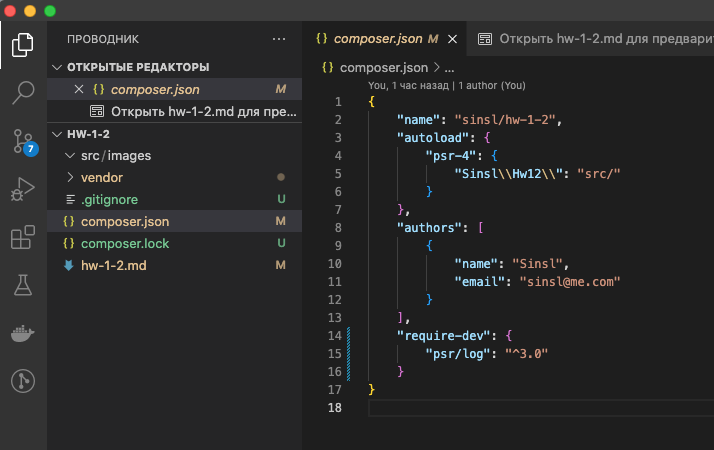 ПРОВОДНИК
ОТКРЫТЫЕ РЕДАКТОРЫ
{} composer.json M
Открыть hw-1-2.md для пре...
HW-1-2
src/images
vendor
.gitignore U
{} composer.json M
{} composer.lock U
hw-1-2.md M
7
{} composer.json M
Открыть hw-1-2.md для предварит
{} composer.json > ...
You, 1 час назад | 1 author (You)
1 {
2 "name": "sinsl/hw-1-2",
3 "autoload": {
4 "psr-4": {
5 "Sinsl\\Hw12\\": "src/"
6 }
7 },
8 "authors": [
9 {
10 "name": "Sinsl",
11 "email": "sinsl@me.com"
12 }
13 ],
14 "require-dev": {
15 "psr/log": "^3.0"
16 }
17 }
18